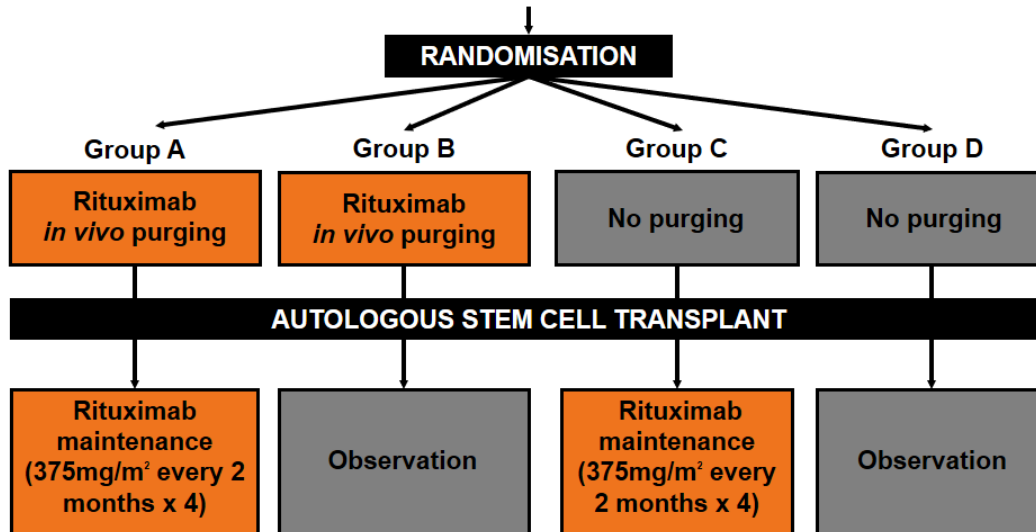 RANDOMISATION
Group A
Group B
Group C
Group D
Rituximab
in vivo purging
Rituximab
in vivo purging
No purging
No purging
AUTOLOGOUS STEM CELL TRANSPLANT
Rituximab
maintenance
(375mg/m² every 2
months x 4)
Observation
Rituximab
maintenance
(375mg/m² every
2 months x 4)
Observation